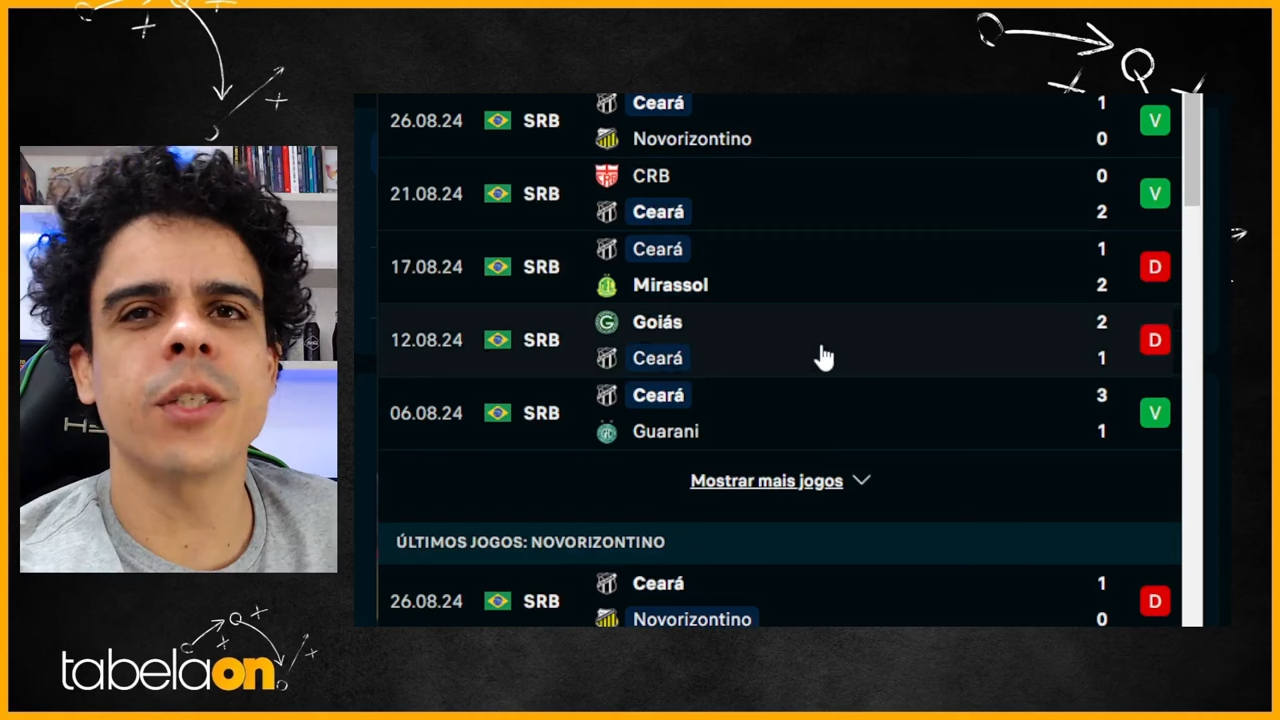 Ceará 1
26.08.24 SRB V
Novorizontino 0
CRB 0
21.08.24 SRB V
Ceará 2
Ceará 1
17.08.24 SRB D
Mirassol 2
Goiás 2
12.08.24 SRB D
Ceará 1
Ceará 3
06.08.24 SRB V
Guarani 1
Mostrar mais jogos
ÚLTIMOS JOGOS: NOVORIZONTINO
Ceará 1
26.08.24 SRB D
Novorizontino 0
tabelaon